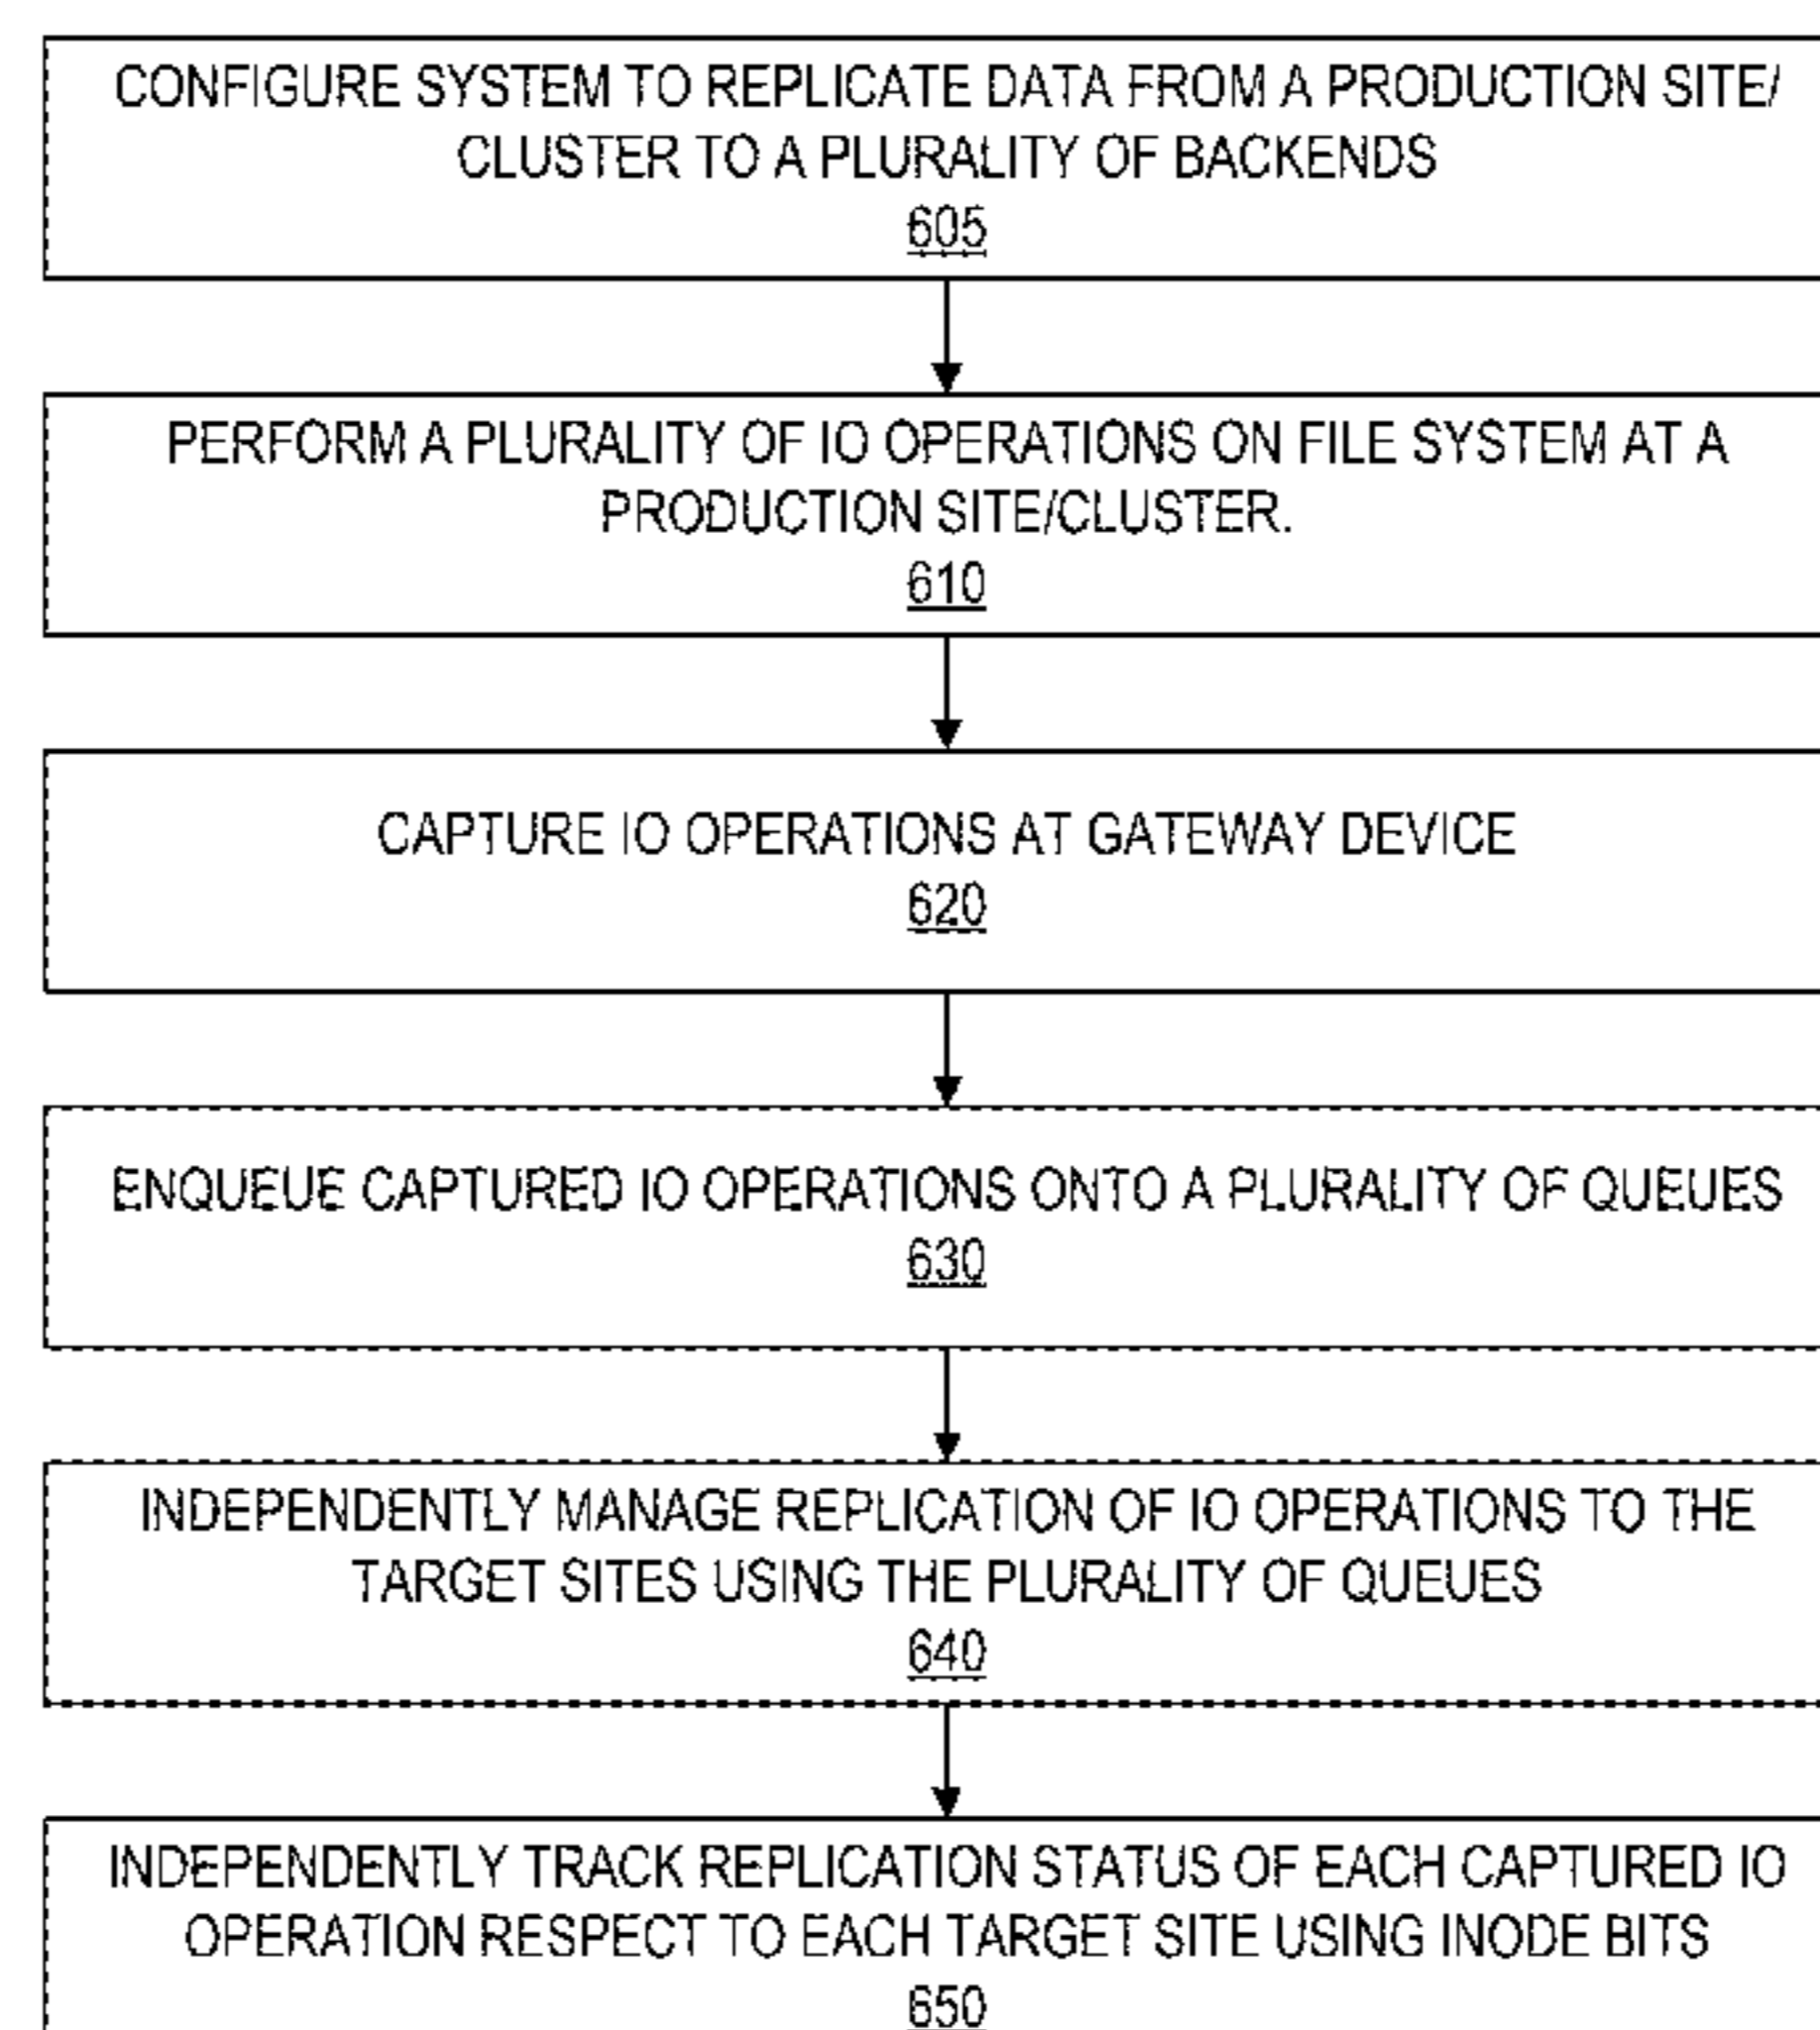 CONFIGURE SYSTEM TO REPLICATE DATA FROM A PRODUCTION SITE/
CLUSTER TO A PLURALITY OF BACKENDS
605
PERFORM A PLURALITY OF IO OPERATIONS ON FILE SYSTEM AT A
PRODUCTION SITE/CLUSTER.
610
CAPTURE IO OPERATIONS AT GATEWAY DEVICE
620
ENQUEUE CAPTURED IO OPERATIONS ONTO A PLURALITY OF QUEUES
630
INDEPENDENTLY MANAGE REPLICATION OF IO OPERATIONS TO THE
TARGET SITES USING THE PLURALITY OF QUEUES
640
INDEPENDENTLY TRACK REPLICATION STATUS OF EACH CAPTURED IO
OPERATION RESPECT TO EACH TARGET SITE USING INODE BITS
650